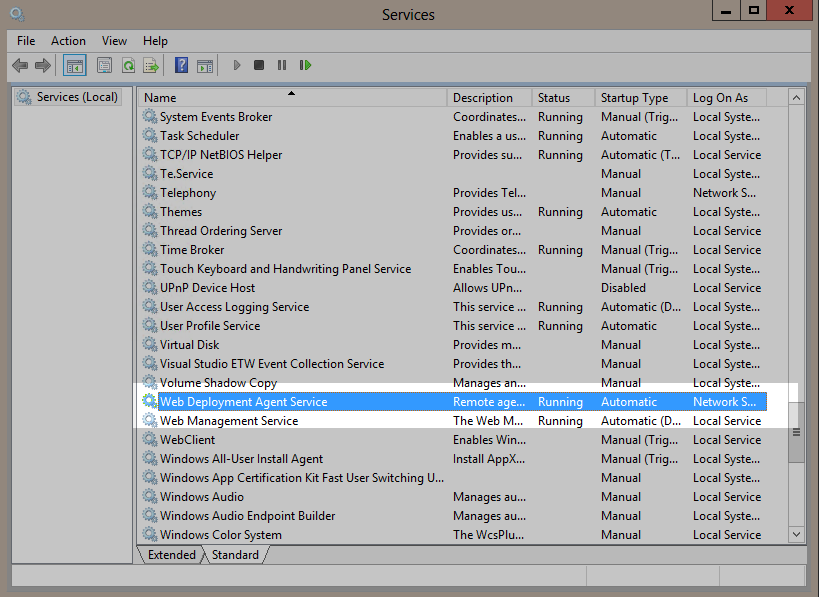 Services
File Action View Help
Services (Local)
Name Description Status Startup Type Log On As
System Events Broker Coordinates... Running Manual (Trig... Local Syste...
Task Scheduler Enables a us... Running Automatic Local Syste...
TCP/IP NetBIOS Helper Provides su... Running Automatic (T... Local Service
Te.Service Manual Local Syste...
Telephony Provides Tel... Manual Network S...
Themes Provides us... Running Automatic Local Syste...
Thread Ordering Server Provides or... Manual Local Service
Time Broker Coordinates... Running Manual (Trig... Local Service
Touch Keyboard and Handwriting Panel Service Enables Tou... Manual (Trig... Local Syste...
UPnP Device Host Allows UPn... Disabled Local Service
User Access Logging Service This service ... Running Automatic (D... Local Syste...
User Profile Service This service ... Running Automatic Local Syste...
Virtual Disk Provides m... Manual Local Syste...
Visual Studio ETW Event Collection Service Provides th... Manual Local Service
Volume Shadow Copy Manages an... Manual Local Syste...
Web Deployment Agent Service Remote age... Running Automatic Network S...
Web Management Service The Web M... Running Automatic (D... Local Service
WebClient Enables Win... Manual (Trig... Local Service
Windows All-User Install Agent Install AppX... Manual (Trig... Local Syste...
Windows App Certification Kit Fast User Switching U... Manual Local Syste...
Windows Audio Manages au... Manual Local Service
Windows Audio Endpoint Builder Manages au... Manual Local Syste...
Windows Color System The WcsPlu... Manual Local Service
Extended Standard